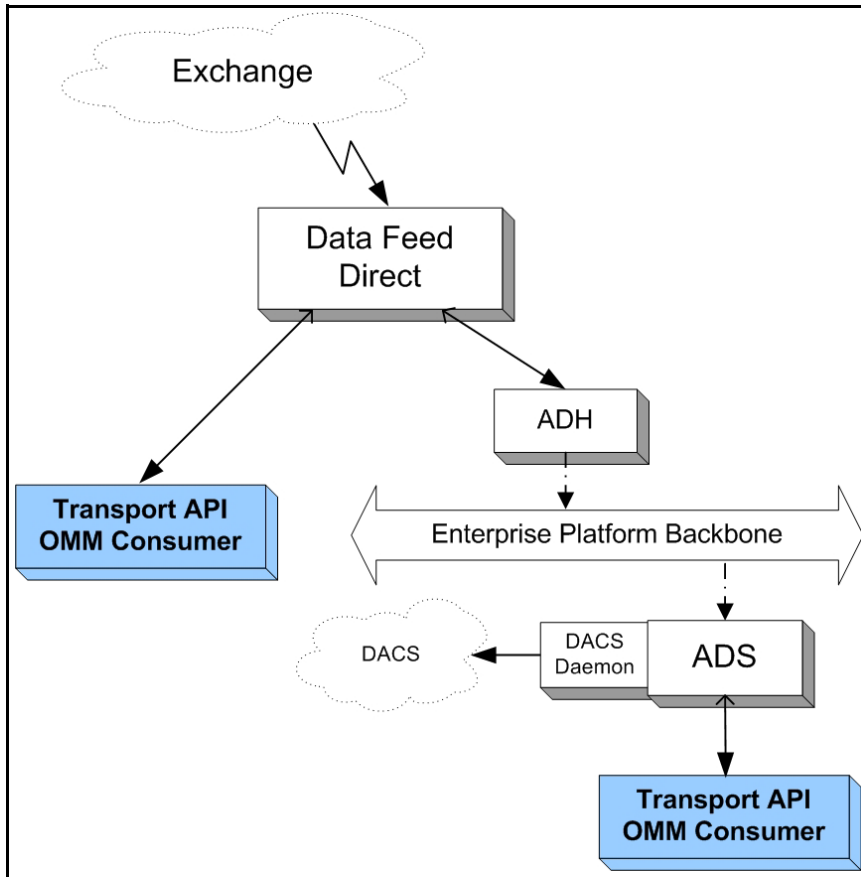 Exchange
Data Feed
Direct
ADH
Transport API
OMM Consumer
Enterprise Platform Backbone
DACS
DACS
Daemon
ADS
Transport API
OMM Consumer